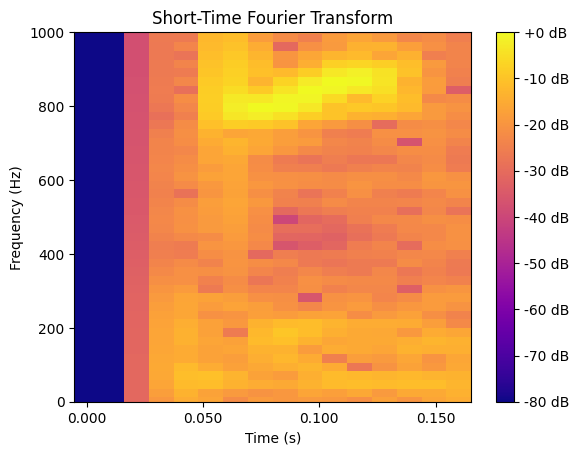 Short-Time Fourier Transform
1000
800
600
400
200
0
Frequency (Hz)
0.000
0.050
0.100
0.150
Time (s)
+0 dB
-10 dB
-20 dB
-30 dB
-40 dB
-50 dB
-60 dB
-70 dB
-80 dB